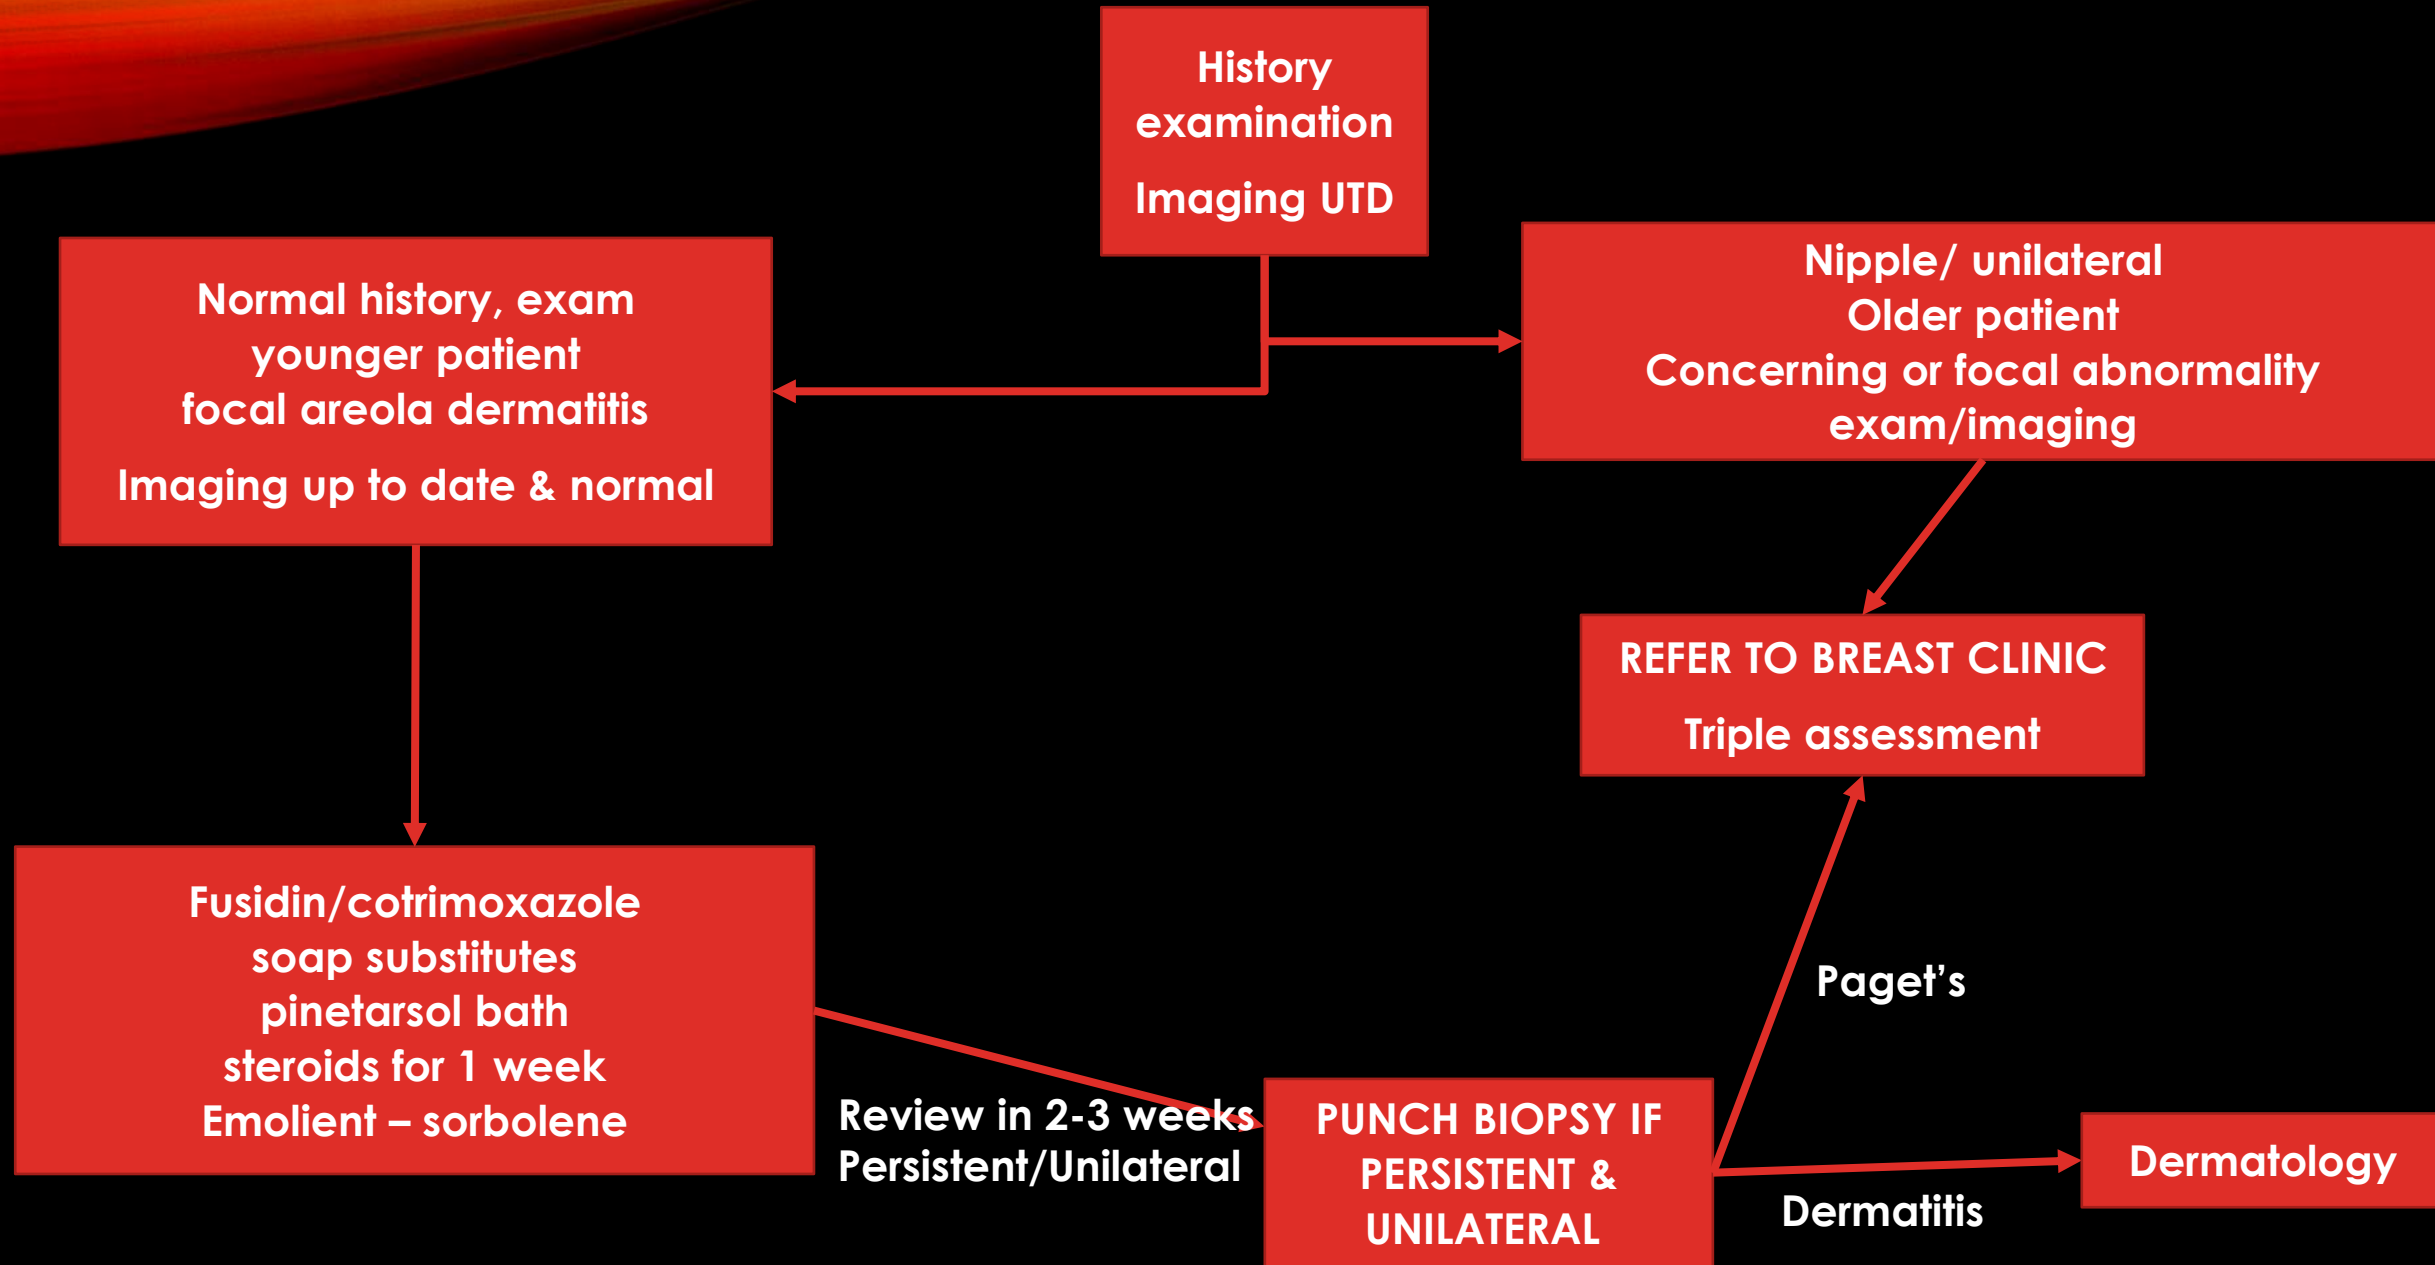 History
examination
Imaging UTD
Normal history, exam
younger patient
focal areola dermatitis
Imaging up to date & normal
Nipple/ unilateral
Older patient
Concerning or focal abnormality
exam/imaging
REFER TO BREAST CLINIC
Triple assessment
Fusidin/cotrimoxazole
soap substitutes
pinetarsol bath
steroids for 1 week
Emolient – sorbolene
Review in 2-3 weeks
Persistent/Unilateral
PUNCH BIOPSY IF
PERSISTENT &
UNILATERAL
Paget’s
Dermatitis
Dermatology